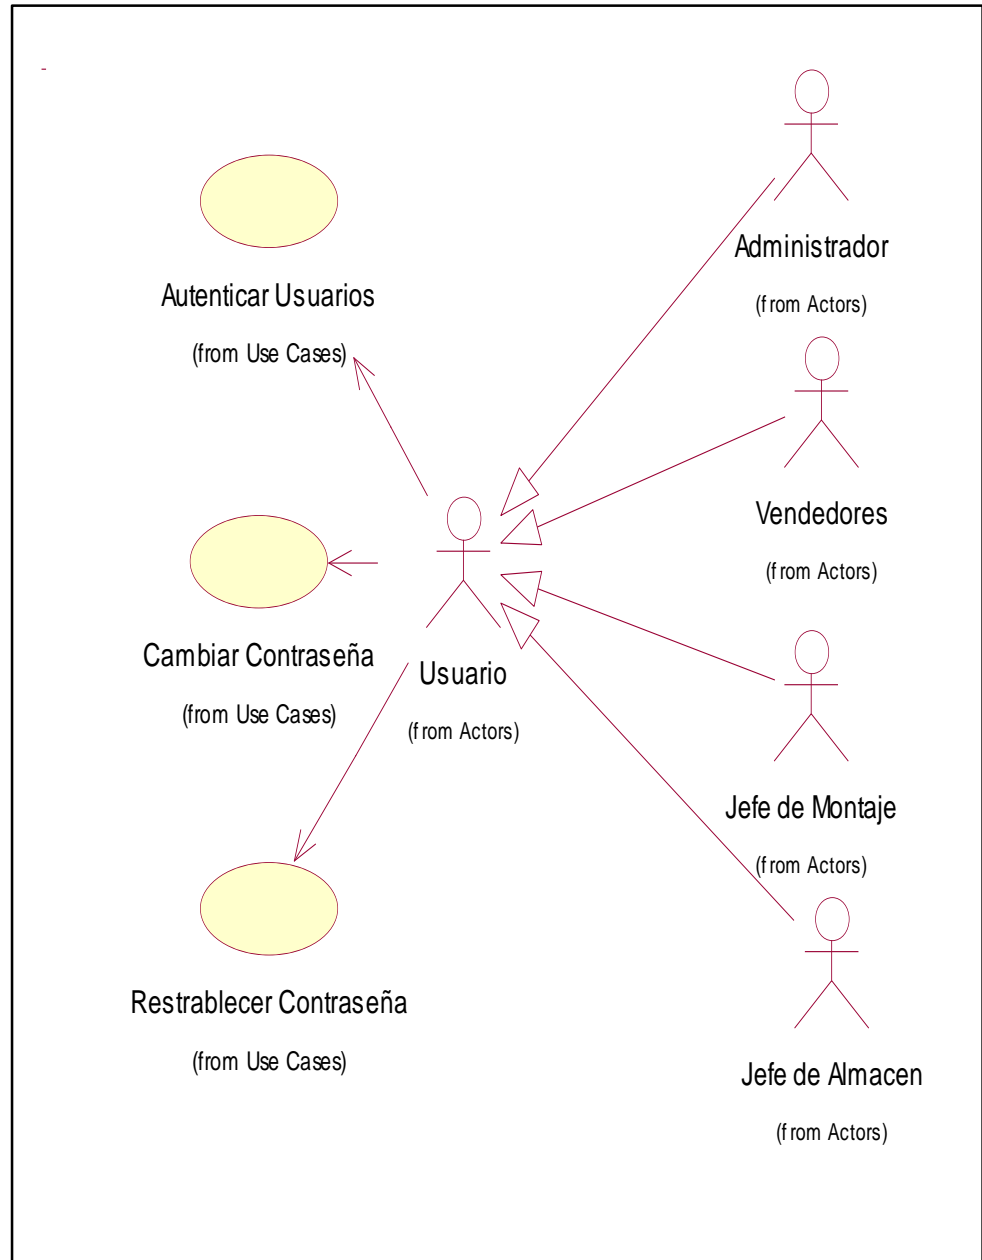 Administrador
(from Actors)
Autenticar Usuarios
(from Use Cases)
Vendedores
(from Actors)
Cambiar Contraseña
(from Use Cases)
Usuario
(from Actors)
Jefe de Montaje
(from Actors)
Restrablecer Contraseña
(from Use Cases)
Jefe de Almacen
(from Actors)